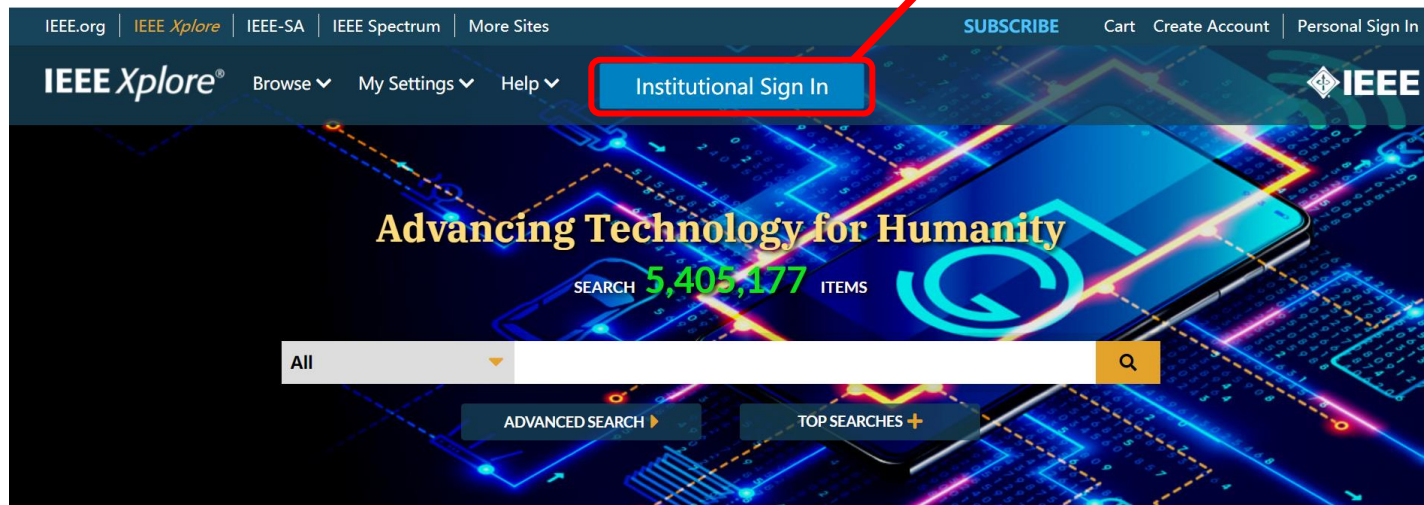 IEEE.org IEEE Xplore IEEE-SA IEEE Spectrum More Sites SUBSCRIBE Cart Create Account Personal Sign In
IEEE Xplore® Browse My Settings Help Institutional Sign In IEEE
Advancing Technology for Humanity
SEARCH 5,405,177 ITEMS
All
ADVANCED SEARCH TOP SEARCHES